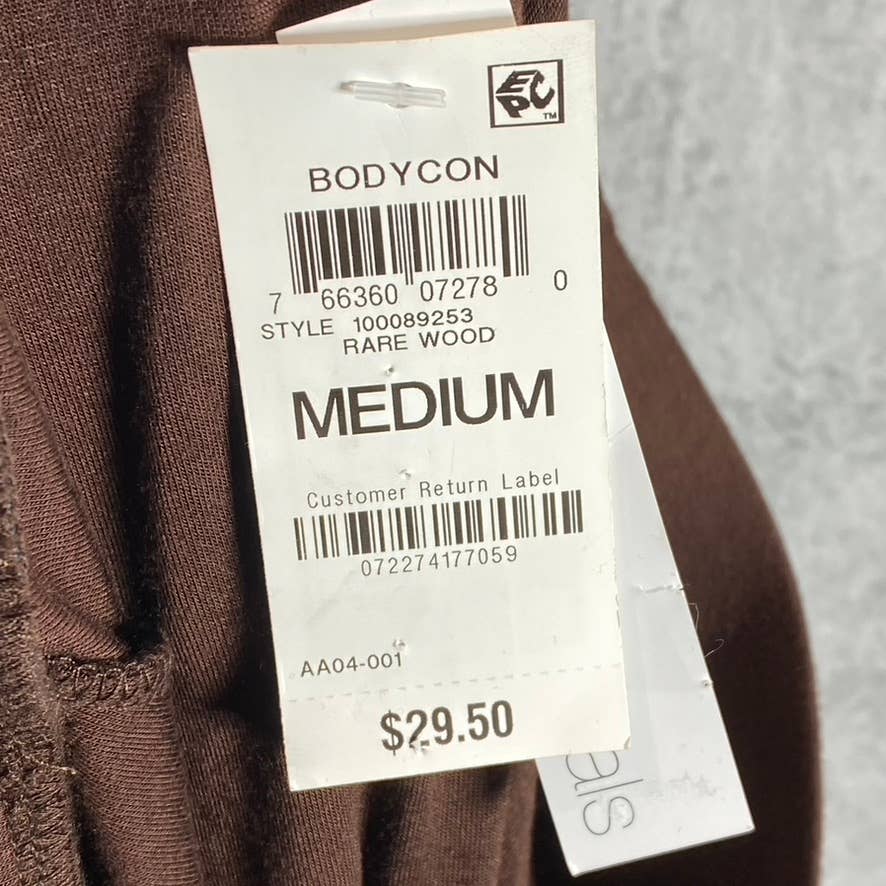 EPC
TM
BODYCON
7 66360 07278 0
STYLE 100089253
RARE WOOD
MEDIUM
Customer Return Label
072274177059
AA04-001
$29.50
als